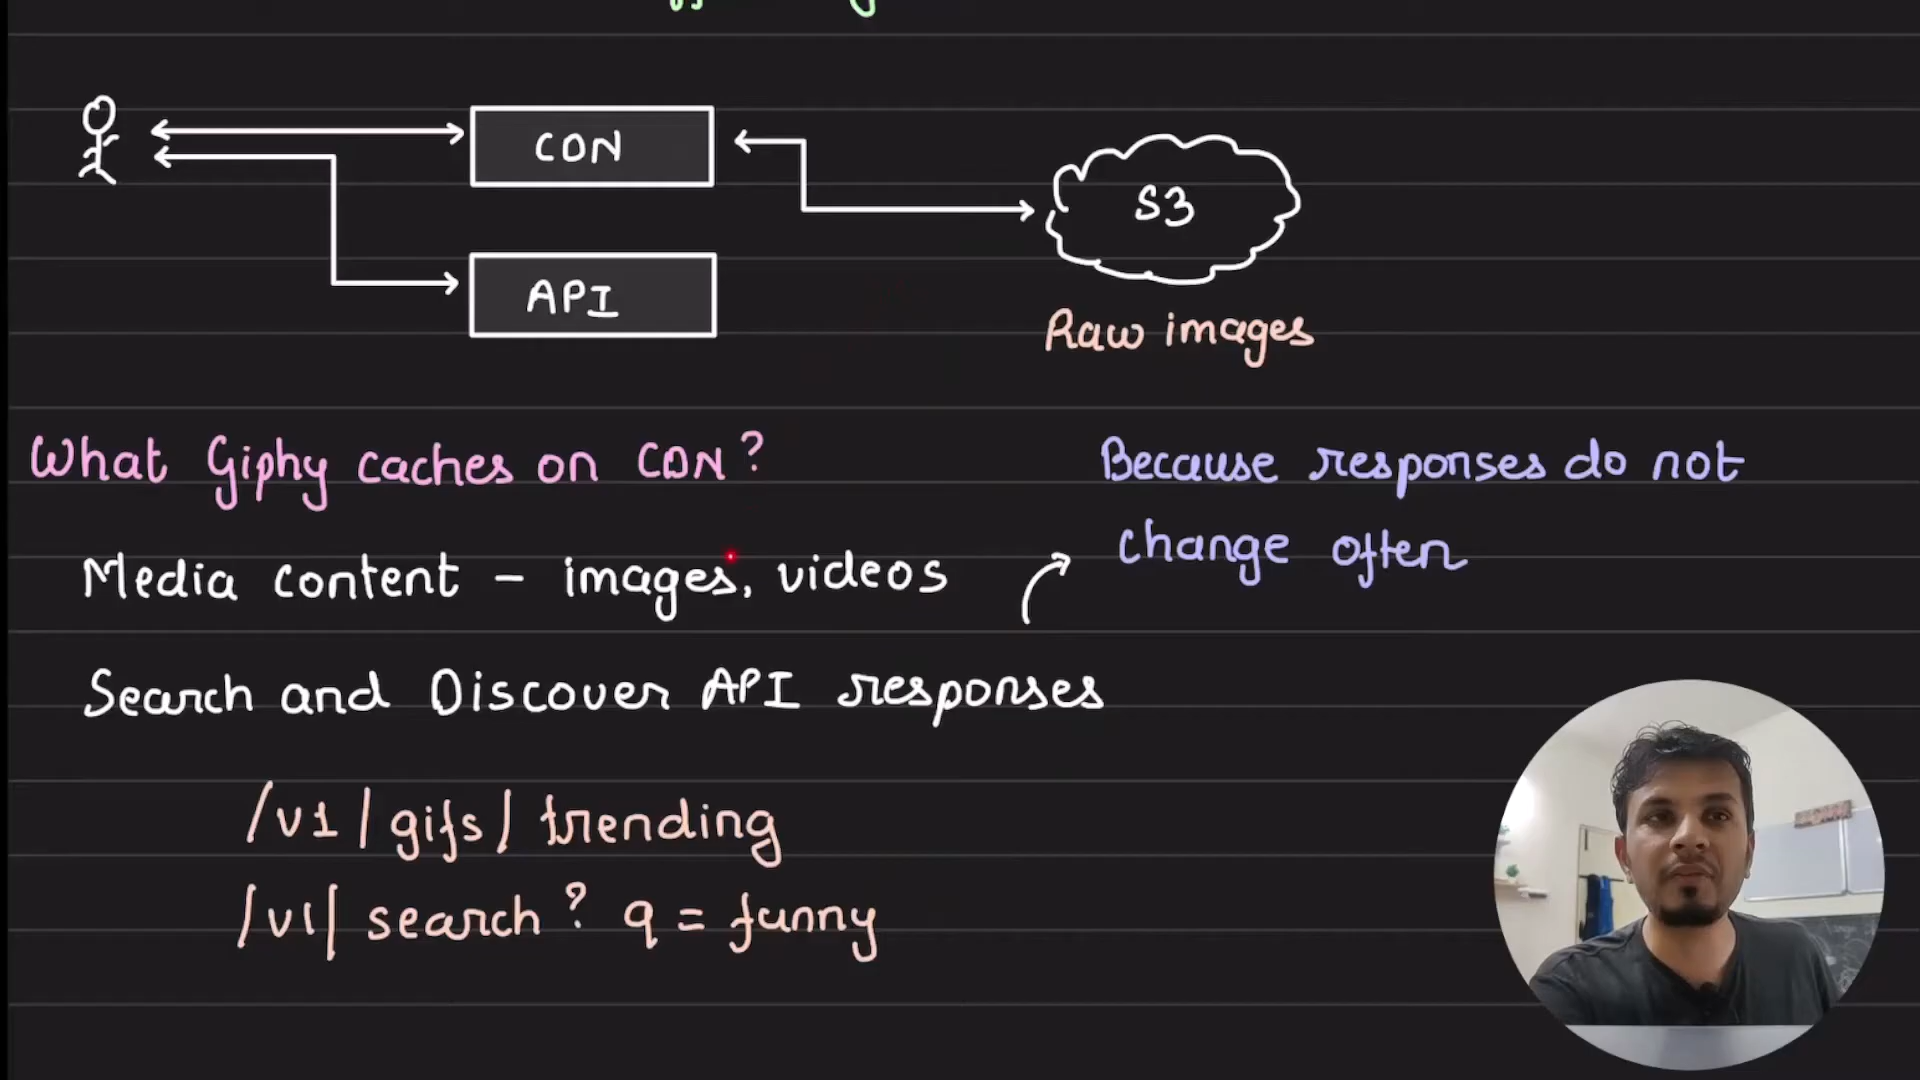 CDN
S3
API
Raw images
What Giphy caches on CDN?
Because responses do not
change often
Media content - images, videos
Search and Discover API responses
/v1/gifs/trending
/v1/search? q = funny